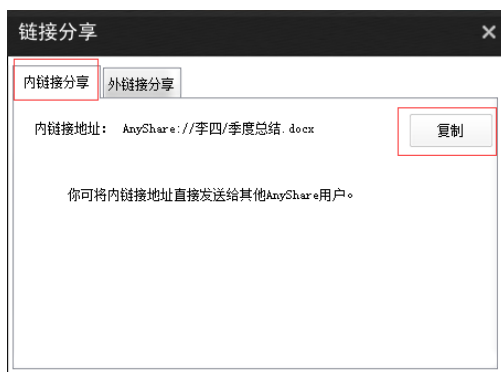 链接分享
内链接分享 外链接分享
内链接地址： AnyShare://李四/季度总结.docx 复制
你可将内链接地址直接发送给其他AnyShare用户。